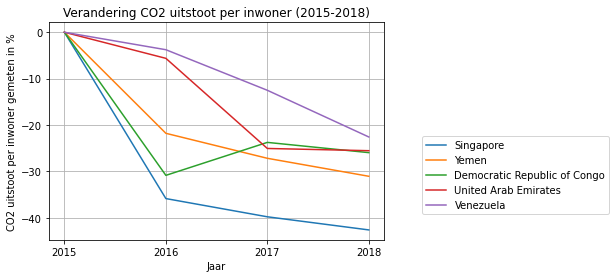 Verandering CO2 uitstoot per inwoner (2015-2018)
CO2 uitstoot per inwoner gemeten in %
0
−10
−20
−30
−40
2015
2016
2017
2018
Jaar
Singapore
Yemen
Democratic Republic of Congo
United Arab Emirates
Venezuela